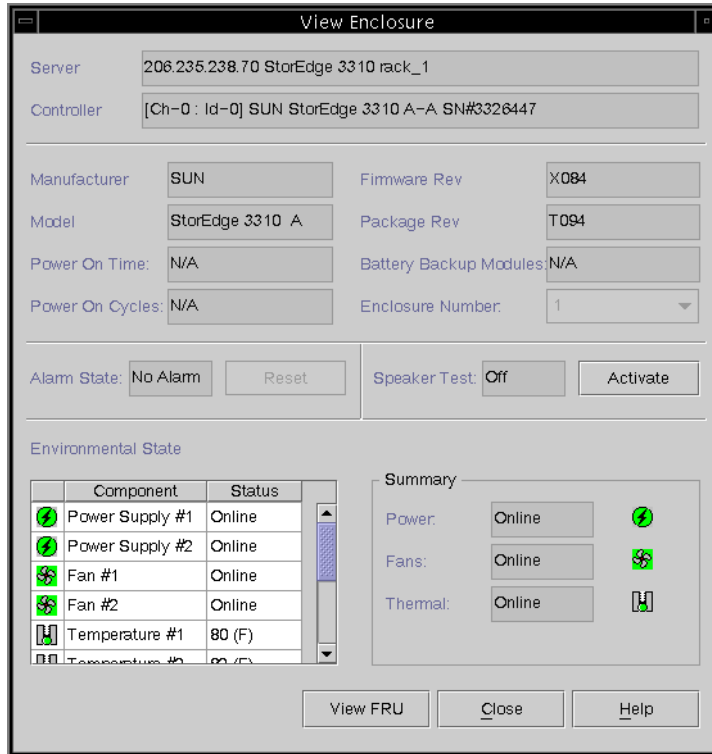 View Enclosure
Server 206.235.238.70 StorEdge 3310 rack_1
Controller [Ch-0 : Id-0] SUN StorEdge 3310 A-A SN#3326447
Manufacturer SUN Firmware Rev X084
Model StorEdge 3310 A Package Rev T094
Power On Time: N/A Battery Backup Modules: N/A
Power On Cycles: N/A Enclosure Number: 1
Alarm State: No Alarm Reset Speaker Test: Off Activate
Environmental State
Component Status
Power Supply #1 Online
Power Supply #2 Online
Fan #1 Online
Fan #2 Online
Temperature #1 80 (F)
Temperature
Summary
Power: Online
Fans: Online
Thermal: Online
View FRU Close Help